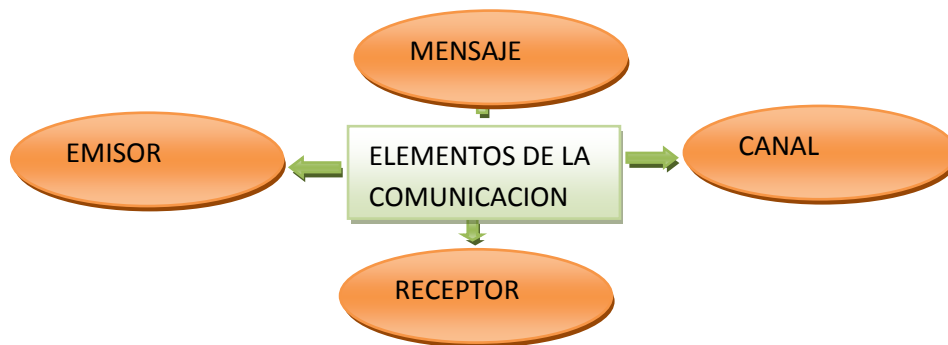 MENSAJE
EMISOR
ELEMENTOS DE LA
COMUNICACION
CANAL
RECEPTOR